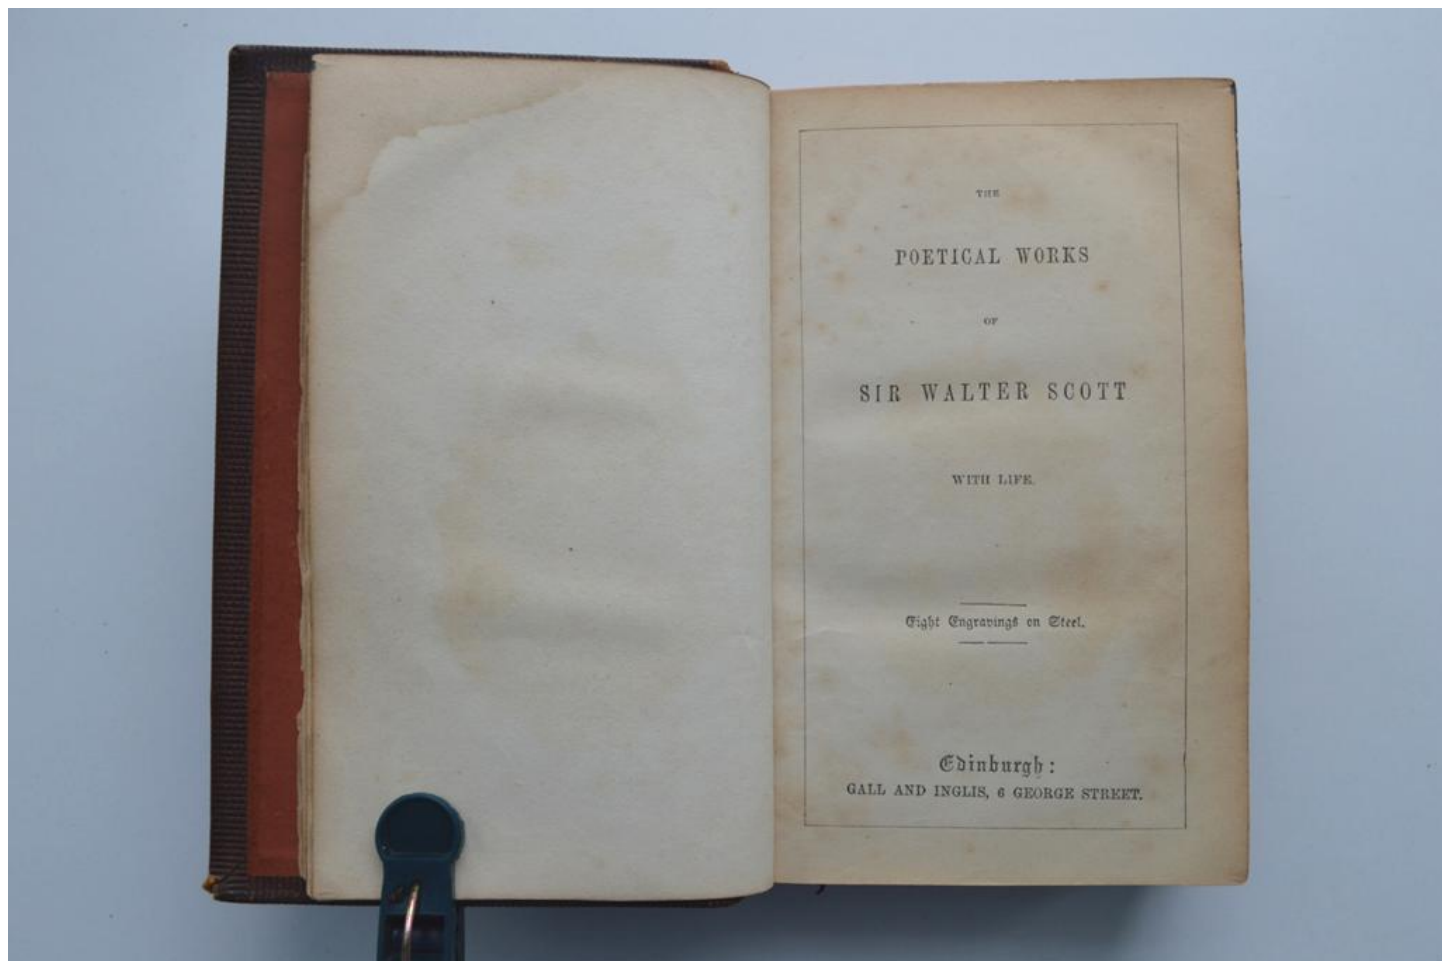 THE
POETICAL WORKS
OF
SIR WALTER SCOTT
WITH LIFE.
Eight Engravings on Steel.
Edinburgh:
GALL AND INGLIS, 6 GEORGE STREET.